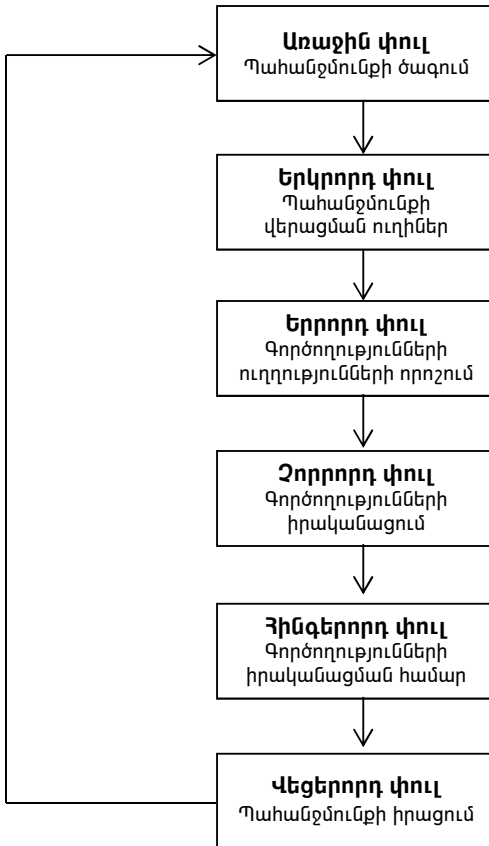 Առաջին փուլ
Պահանջմունքի ծագում
Երկրորդ փուլ
Պահանջմունքի
վերացման ուղիներ
Երրորդ փուլ
Գործողությունների
ուղղությունների որոշում
Չորրորդ փուլ
Գործողությունների
իրականացում
Հինգերորդ փուլ
Գործողությունների
իրականացման համար
Վեցերորդ փուլ
Պահանջմունքի իրացում